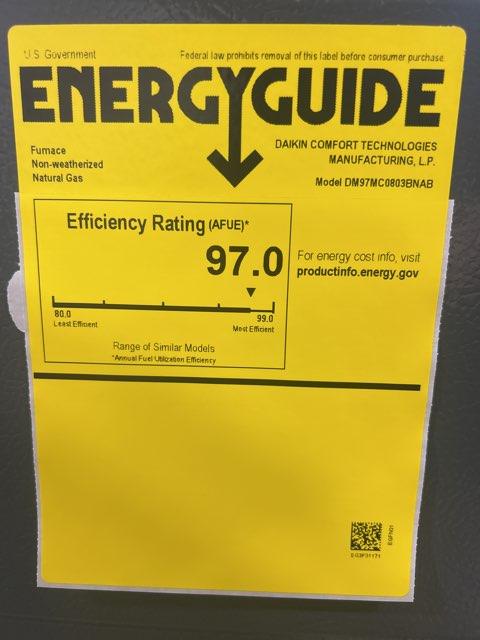 U.S. Government
Federal law prohibits removal of this label before consumer purchase.
ENERGYGUIDE
Furnace
Non-weatherized
Natural Gas
DAIKIN COMFORT TECHNOLOGIES
MANUFACTURING, L.P.
Model DM97MC0803BNAB
Efficiency Rating (AFUE)*
97.0
80.0
Least Efficient
99.0
Most Efficient
Range of Similar Models
*Annual Fuel Utilization Efficiency
For energy cost info, visit
productinfo.energy.gov